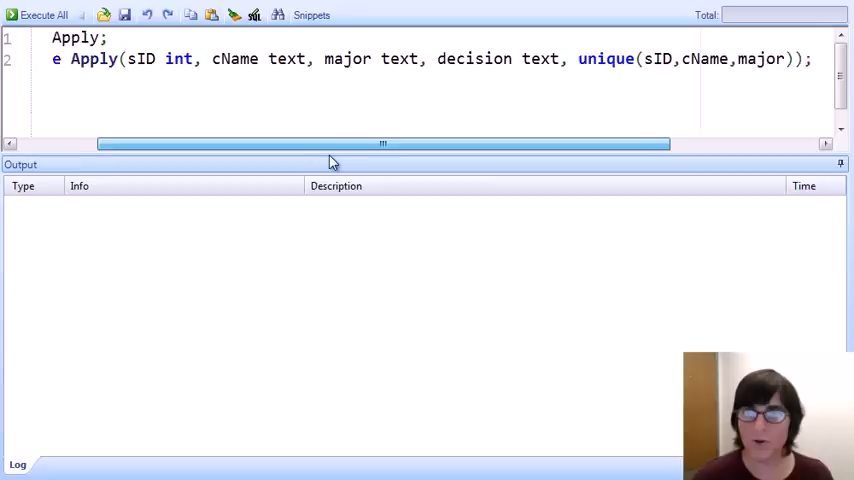 Execute All
SQL
Snippets
Total:
1 Apply;
2 e Apply(sID int, cName text, major text, decision text, unique(sID,cName,major));
Output
Type Info Description Time
Log